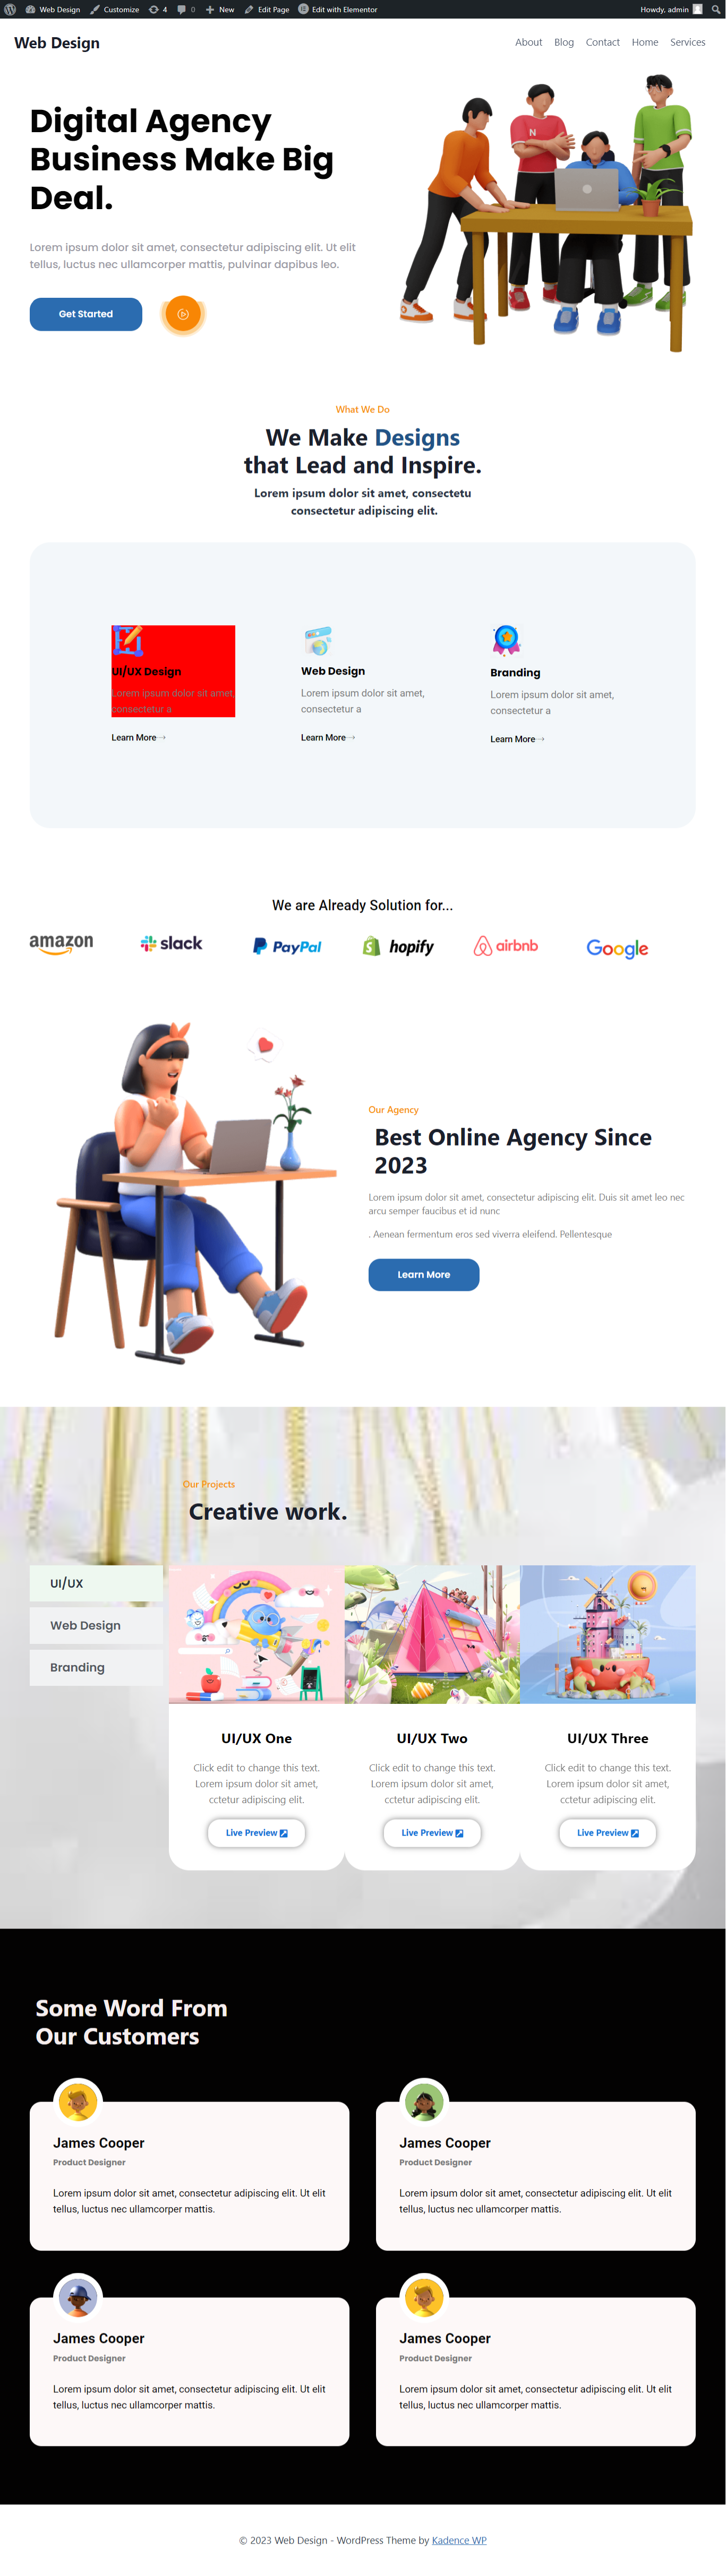 Web Design
Customize
4
0
New
Edit Page
Edit with Elementor
Howdy, admin
Web Design
About
Blog
Contact
Home
Services
Digital Agency
Business Make Big
Deal.
Lorem ipsum dolor sit amet, consectetur adipiscing elit. Ut elit
tellus, luctus nec ullamcorper mattis, pulvinar dapibus leo.
Get Started
N
What We Do
We Make Designs
that Lead and Inspire.
Lorem ipsum dolor sit amet, consectetu
consectetur adipiscing elit.
UI/UX Design
Lorem ipsum dolor sit amet,
consectetur a
Learn More→
Web Design
Lorem ipsum dolor sit amet,
consectetur a
Learn More→
Branding
Lorem ipsum dolor sit amet,
consectetur a
Learn More→
We are Already Solution for...
amazon
slack
PayPal
hopify
airbnb
Google
Our Agency
Best Online Agency Since
2023
Lorem ipsum dolor sit amet, consectetur adipiscing elit. Duis sit amet leo nec
arcu semper faucibus et id nunc
. Aenean fermentum eros sed viverra eleifend. Pellentesque
Learn More
Our Projects
Creative work.
UI/UX
Web Design
Branding
UI/UX One
Click edit to change this text.
Lorem ipsum dolor sit amet,
cctetur adipiscing elit.
Live Preview
UI/UX Two
Click edit to change this text.
Lorem ipsum dolor sit amet,
cctetur adipiscing elit.
Live Preview
UI/UX Three
Click edit to change this text.
Lorem ipsum dolor sit amet,
cctetur adipiscing elit.
Live Preview
Some Word From
Our Customers
James Cooper
Product Designer
Lorem ipsum dolor sit amet, consectetur adipiscing elit. Ut elit
tellus, luctus nec ullamcorper mattis.
James Cooper
Product Designer
Lorem ipsum dolor sit amet, consectetur adipiscing elit. Ut elit
tellus, luctus nec ullamcorper mattis.
James Cooper
Product Designer
Lorem ipsum dolor sit amet, consectetur adipiscing elit. Ut elit
tellus, luctus nec ullamcorper mattis.
James Cooper
Product Designer
Lorem ipsum dolor sit amet, consectetur adipiscing elit. Ut elit
tellus, luctus nec ullamcorper mattis.
© 2023 Web Design - WordPress Theme by Kadence WP